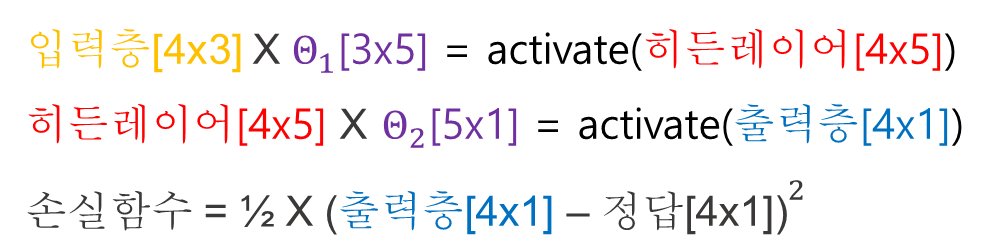 입력층[4x3] X Θ₁[3x5] = activate(히든레이어[4x5])
히든레이어[4x5] X Θ₂[5x1] = activate(출력층[4x1])
손실함수 = ½ X (출력층[4x1] – 정답[4x1])²